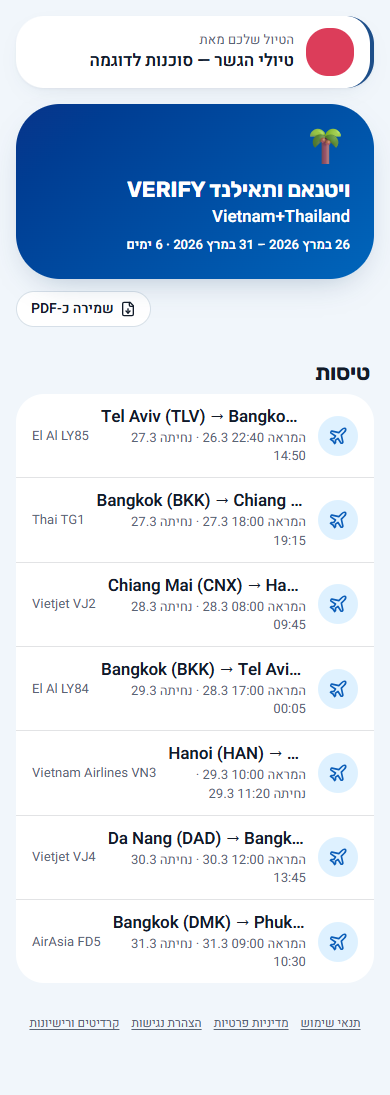 הטיול שלכם מאת
טיולי הגשר — סוכנות לדוגמה
ויטנאם ותאילנד VERIFY
Vietnam+Thailand
26 במרץ 2026 – 31 במרץ 2026 · 6 ימים
שמירה כ-PDF
טיסות
Tel Aviv (TLV) → Bangko...
המראה 22:40 26.3 · נחיתה 27.3
14:50
El Al LY85
Bangkok (BKK) → Chiang ...
המראה 18:00 27.3 · נחיתה 27.3
19:15
Thai TG1
Chiang Mai (CNX) → Ha...
המראה 08:00 28.3 · נחיתה 28.3
09:45
Vietjet VJ2
Bangkok (BKK) → Tel Avi...
המראה 17:00 28.3 · נחיתה 29.3
00:05
El Al LY84
Hanoi (HAN) → ...
המראה 10:00 29.3 ·
נחיתה 11:20 29.3
Vietnam Airlines VN3
Da Nang (DAD) → Bangk...
המראה 12:00 30.3 · נחיתה 30.3
13:45
Vietjet VJ4
Bangkok (DMK) → Phuk...
המראה 09:00 31.3 · נחיתה 31.3
10:30
AirAsia FD5
תנאי שימוש מדיניות פרטיות הצהרת נגישות קרדיטים ורישיונות